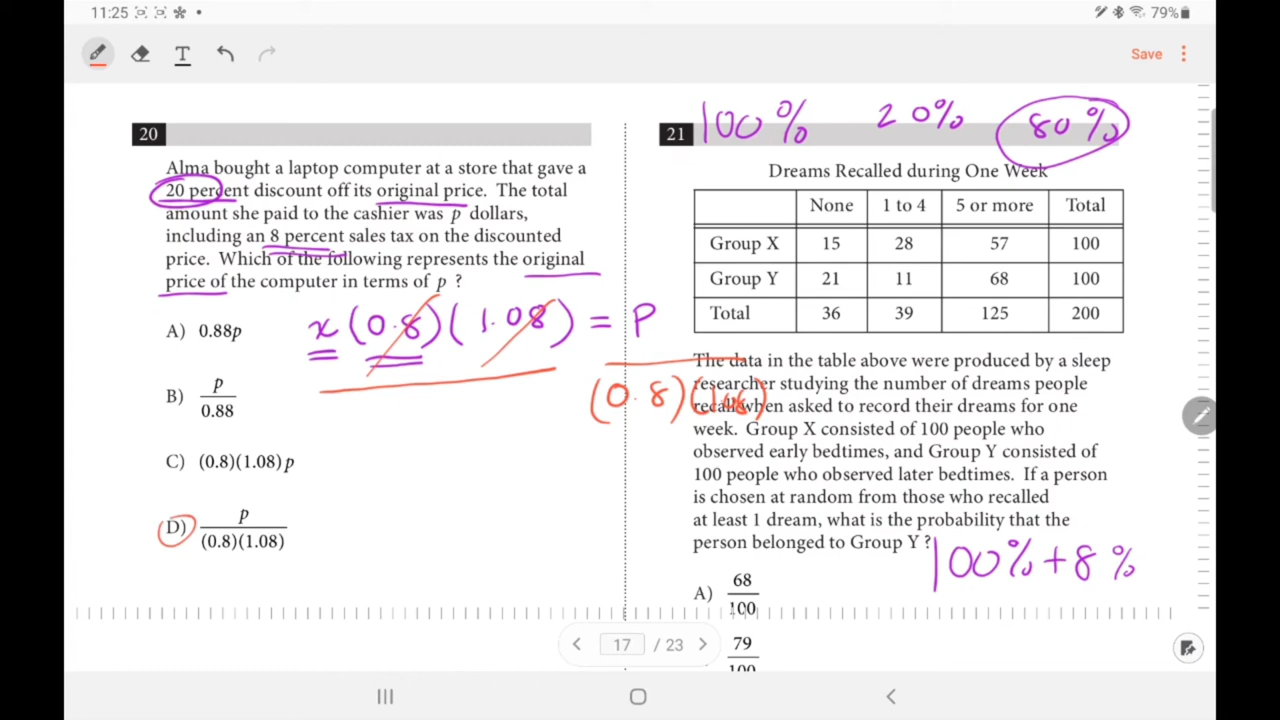 11:25
79%
Save
20
Alma bought a laptop computer at a store that gave a
20 percent discount off its original price. The total
amount she paid to the cashier was p dollars,
including an 8 percent sales tax on the discounted
price. Which of the following represents the original
price of the computer in terms of p ?
x (0.8)(1.08) = P
(0.8)(1.08)
A) 0.88p
B) p
0.88
C) (0.8)(1.08) p
D) p
(0.8)(1.08)
100% 20% 80%
21
Dreams Recalled during One Week
None 1 to 4 5 or more Total
Group X 15 28 57 100
Group Y 21 11 68 100
Total 36 39 125 200
The data in the table above were produced by a sleep
researcher studying the number of dreams people
recall when asked to record their dreams for one
week. Group X consisted of 100 people who
observed early bedtimes, and Group Y consisted of
100 people who observed later bedtimes. If a person
is chosen at random from those who recalled
at least 1 dream, what is the probability that the
person belonged to Group Y ?
100% + 8%
A) 68
100
79
100
17 / 23